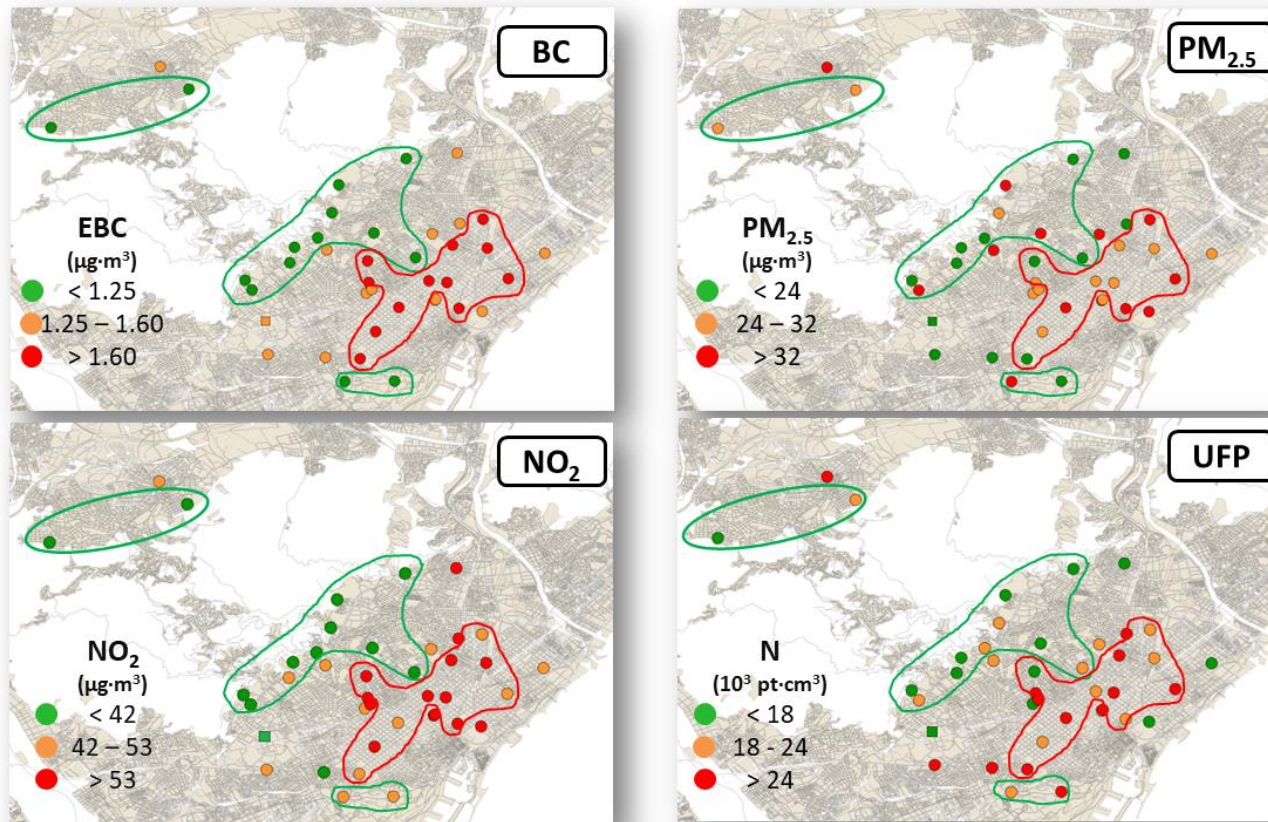 BC
EBC
(µg·m³)
< 1.25
1.25 – 1.60
> 1.60
PM₂.₅
PM₂.₅
(µg·m³)
< 24
24 – 32
> 32
NO₂
NO₂
(µg·m³)
< 42
42 – 53
> 53
UFP
N
(10³ pt·cm³)
< 18
18 - 24
> 24